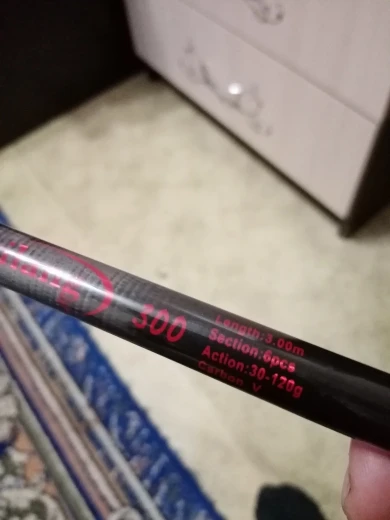 300
Length:3.00m
Section:6pcs
Action:30-120g
Carbon V